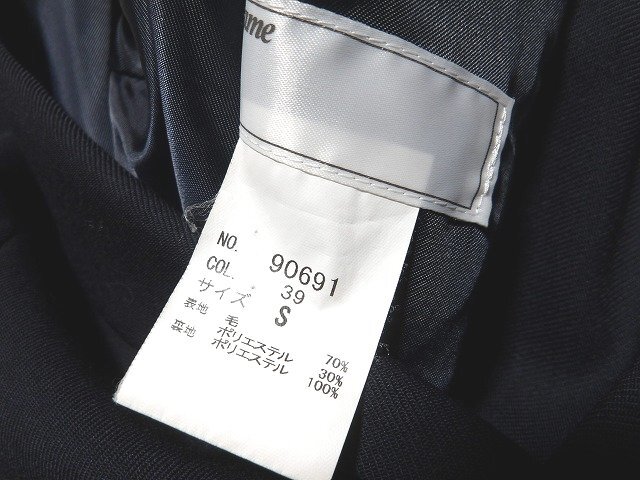 NO. 90691
COL. 39
サイズ S
表地 毛 70%
ポリエステル 30%
裏地 ポリエステル 100%